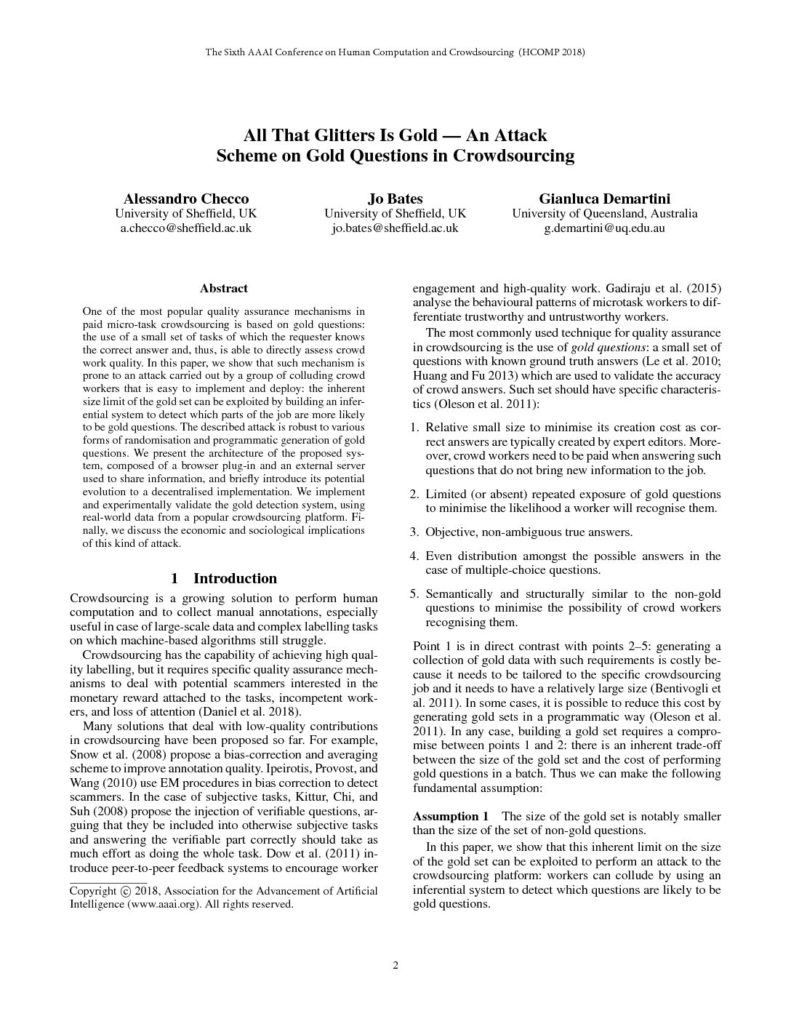 The Sixth AAAI Conference on Human Computation and Crowdsourcing (HCOMP 2018)
All That Glitters Is Gold — An Attack
Scheme on Gold Questions in Crowdsourcing
Alessandro Checco
University of Sheffield, UK
a.checco@sheffield.ac.uk
Jo Bates
University of Sheffield, UK
jo.bates@sheffield.ac.uk
Gianluca Demartini
University of Queensland, Australia
g.demartini@uq.edu.au
Abstract
One of the most popular quality assurance mechanisms in
paid micro-task crowdsourcing is based on gold questions:
the use of a small set of tasks of which the requester knows
the correct answer and, thus, is able to directly assess crowd
work quality. In this paper, we show that such mechanism is
prone to an attack carried out by a group of colluding crowd
workers that is easy to implement and deploy: the inherent
size limit of the gold set can be exploited by building an infer-
ential system to detect which parts of the job are more likely
to be gold questions. The described attack is robust to various
forms of randomisation and programmatic generation of gold
questions. We present the architecture of the proposed sys-
tem, composed of a browser plug-in and an external server
used to share information, and briefly introduce its potential
evolution to a decentralised implementation. We implement
and experimentally validate the gold detection system, using
real-world data from a popular crowdsourcing platform. Fi-
nally, we discuss the economic and sociological implications
of this kind of attack.
1 Introduction
Crowdsourcing is a growing solution to perform human
computation and to collect manual annotations, especially
useful in case of large-scale data and complex labelling tasks
on which machine-based algorithms still struggle.
Crowdsourcing has the capability of achieving high qual-
ity labelling, but it requires specific quality assurance mech-
anisms to deal with potential scammers interested in the
monetary reward attached to the tasks, incompetent work-
ers, and loss of attention (Daniel et al. 2018).
Many solutions that deal with low-quality contributions
in crowdsourcing have been proposed so far. For example,
Snow et al. (2008) propose a bias-correction and averaging
scheme to improve annotation quality. Ipeirotis, Provost, and
Wang (2010) use EM procedures in bias correction to detect
scammers. In the case of subjective tasks, Kittur, Chi, and
Suh (2008) propose the injection of verifiable questions, ar-
guing that they be included into otherwise subjective tasks
and answering the verifiable part correctly should take as
much effort as doing the whole task. Dow et al. (2011) in-
troduce peer-to-peer feedback systems to encourage worker
Copyright © 2018, Association for the Advancement of Artificial
Intelligence (www.aaai.org). All rights reserved.
engagement and high-quality work. Gadiraju et al. (2015)
analyse the behavioural patterns of microtask workers to dif-
ferentiate trustworthy and untrustworthy workers.
The most commonly used technique for quality assurance
in crowdsourcing is the use of gold questions: a small set of
questions with known ground truth answers (Le et al. 2010;
Huang and Fu 2013) which are used to validate the accuracy
of crowd answers. Such set should have specific characteris-
tics (Oleson et al. 2011):
1. Relative small size to minimise its creation cost as cor-
rect answers are typically created by expert editors. More-
over, crowd workers need to be paid when answering such
questions that do not bring new information to the job.
2. Limited (or absent) repeated exposure of gold questions
to minimise the likelihood a worker will recognise them.
3. Objective, non-ambiguous true answers.
4. Even distribution amongst the possible answers in the
case of multiple-choice questions.
5. Semantically and structurally similar to the non-gold
questions to minimise the possibility of crowd workers
recognising them.
Point 1 is in direct contrast with points 2–5: generating a
collection of gold data with such requirements is costly be-
cause it needs to be tailored to the specific crowdsourcing
job and it needs to have a relatively large size (Bentivogli et
al. 2011). In some cases, it is possible to reduce this cost by
generating gold sets in a programmatic way (Oleson et al.
2011). In any case, building a gold set requires a compro-
mise between points 1 and 2: there is an inherent trade-off
between the size of the gold set and the cost of performing
gold questions in a batch. Thus we can make the following
fundamental assumption:
Assumption 1 The size of the gold set is notably smaller
than the size of the set of non-gold questions.
In this paper, we show that this inherent limit on the size
of the gold set can be exploited to perform an attack to the
crowdsourcing platform: workers can collude by using an
inferential system to detect which questions are likely to be
gold questions.
2